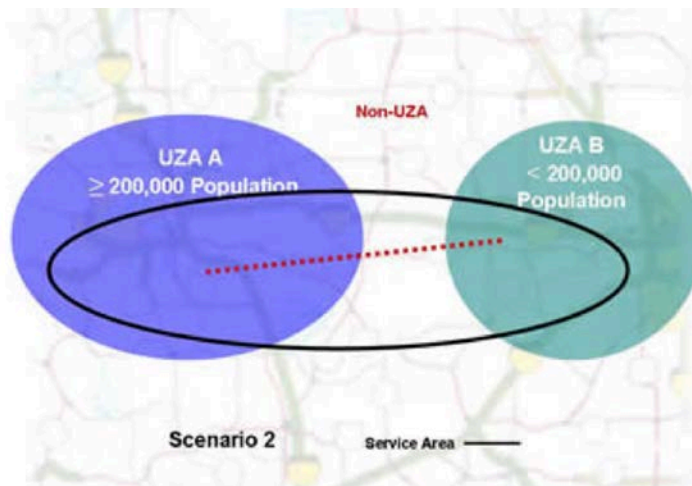 Non-UZA
UZA A
≥ 200,000 Population
UZA B
< 200,000
Population
Scenario 2
Service Area